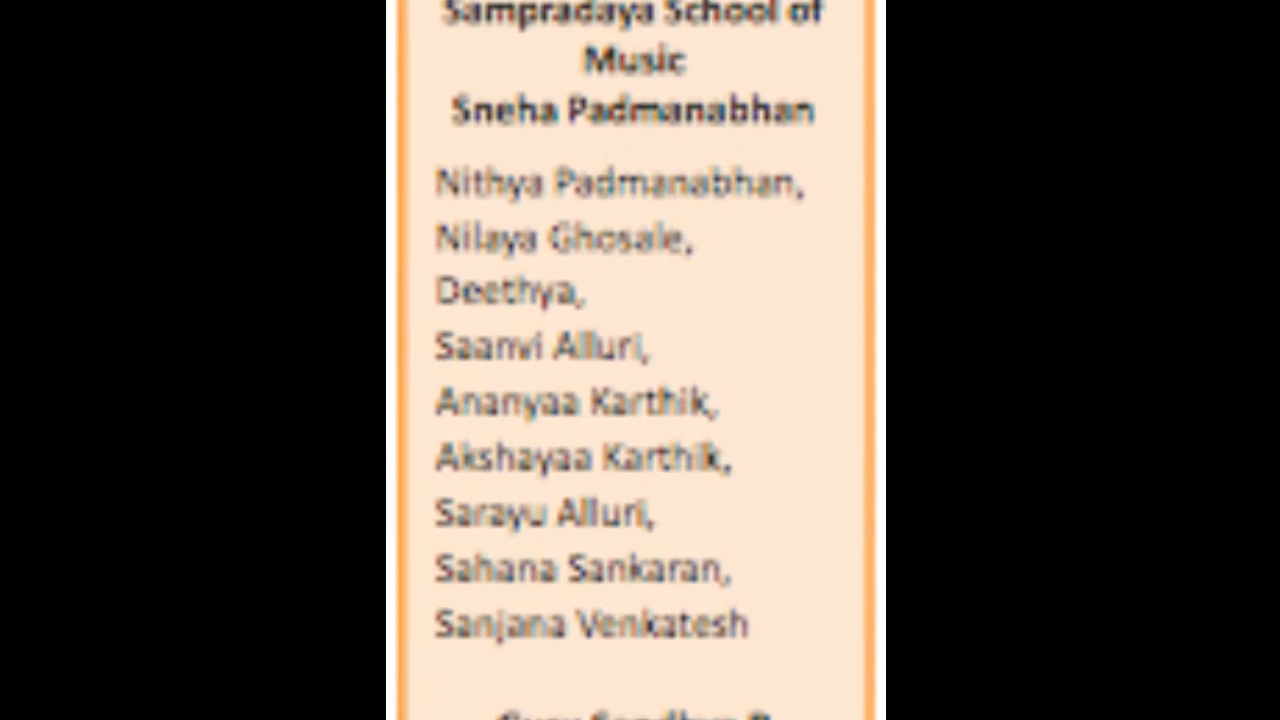 Sampradaya School of
Music
Sneha Padmanabhan
Nithya Padmanabhan,
Nilaya Ghosale,
Deethya,
Saanvi Alluri,
Ananyaa Karthik,
Akshayaa Karthik,
Sarayu Alluri,
Sahana Sankaran,
Sanjana Venkatesh